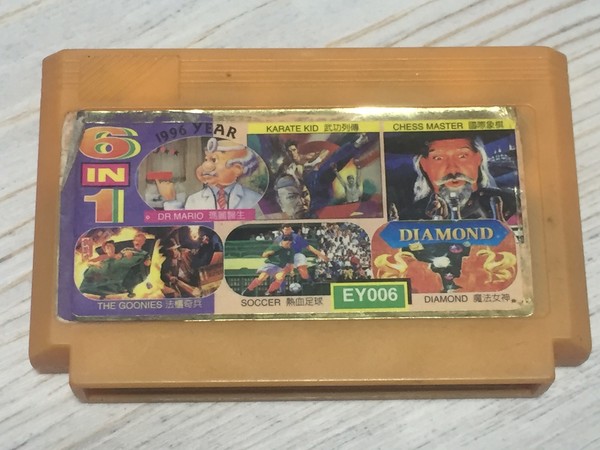 6
IN
1
1996 YEAR
DR MARIO 瑪麗醫生
KARATE KID 武功列傳
CHESS MASTER 國際象棋
THE GOONIES 法櫃奇兵
SOCCER 熱血足球
EY006
DIAMOND
DIAMOND 魔法女神